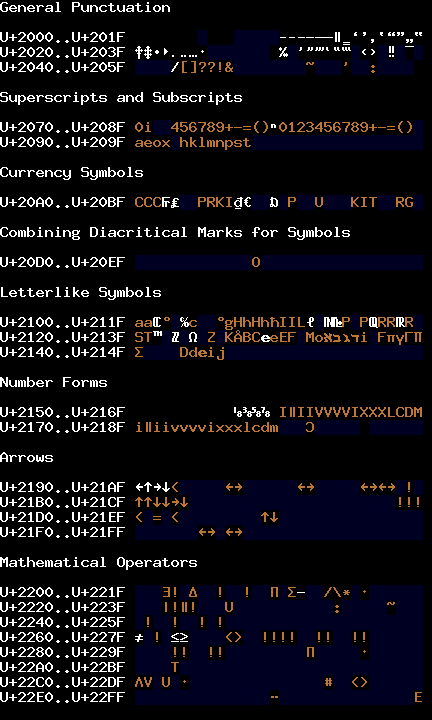 General Punctuation
U+2000..U+201F ‐‑‒–—―‖‗‘’‚‛“”„‟
U+2020..U+203F †‡•‣․‥…‧ ‰ ′″‴‵‶‷ ‹› ‼
U+2040..U+205F /[]??!& ~ ′ :
Superscripts and Subscripts
U+2070..U+208F 0i 456789+-=()ⁿ0123456789+-=()
U+2090..U+209F aeox hklmnpst
Currency Symbols
U+20A0..U+20BF CCC₣₤ PRKI₫€ P U KIT RG
Combining Diacritical Marks for Symbols
U+20D0..U+20EF O
Letterlike Symbols
U+2100..U+211F aaℂ° %c °gHhHhħIILℓ ℕ№P PℚRRℝR
U+2120..U+213F ST™ ℤ Ω Z KÅBCeeEF Moאבגדi FπγΓΠ
U+2140..U+214F Σ Ddeij
Number Forms
U+2150..U+216F ⅛⅜⅝⅞ IⅡIIVVVVIXXXLCDM
U+2170..U+218F iⅡiivvvvixxxlcdm Ɔ
Arrows
U+2190..U+21AF ←↑→↓< ↔ ↔ ↔↔ !
U+21B0..U+21CF ↑↑↓↓→↓ !!!
U+21D0..U+21EF < = < ↑↓
U+21F0..U+21FF ↔ ↔
Mathematical Operators
U+2200..U+221F ∃! Δ ! ! Π Σ− /\* ·
U+2220..U+223F !!‖! U : ~
U+2240..U+225F ! ! ! !
U+2260..U+227F ≠ ! ≤≥ <> !!!! !! !!
U+2280..U+229F !! !! Π ·
U+22A0..U+22BF T
U+22C0..U+22DF ΛV U · # <>
U+22E0..U+22FF ⋯ E